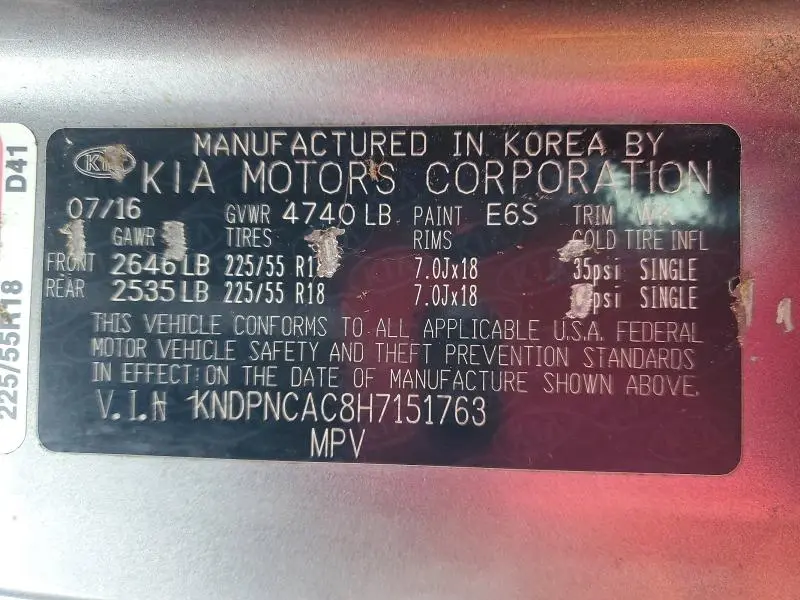 MANUFACTURED IN KOREA BY
KIA MOTORS CORPORATION
07/16 GVWR 4740 LB PAINT E6S TRIM WK
GAWR TIRES RIMS COLD TIRE INFL
FRONT 2646 LB 225/55 R18 7.0Jx18 35psi SINGLE
REAR 2535 LB 225/55 R18 7.0Jx18 psi SINGLE
THIS VEHICLE CONFORMS TO ALL APPLICABLE U.S.A. FEDERAL
MOTOR VEHICLE SAFETY AND THEFT PREVENTION STANDARDS
IN EFFECT ON THE DATE OF MANUFACTURE SHOWN ABOVE.
V.I.N KNDPNCAC8H7151763
MPV
D41
225/55R18